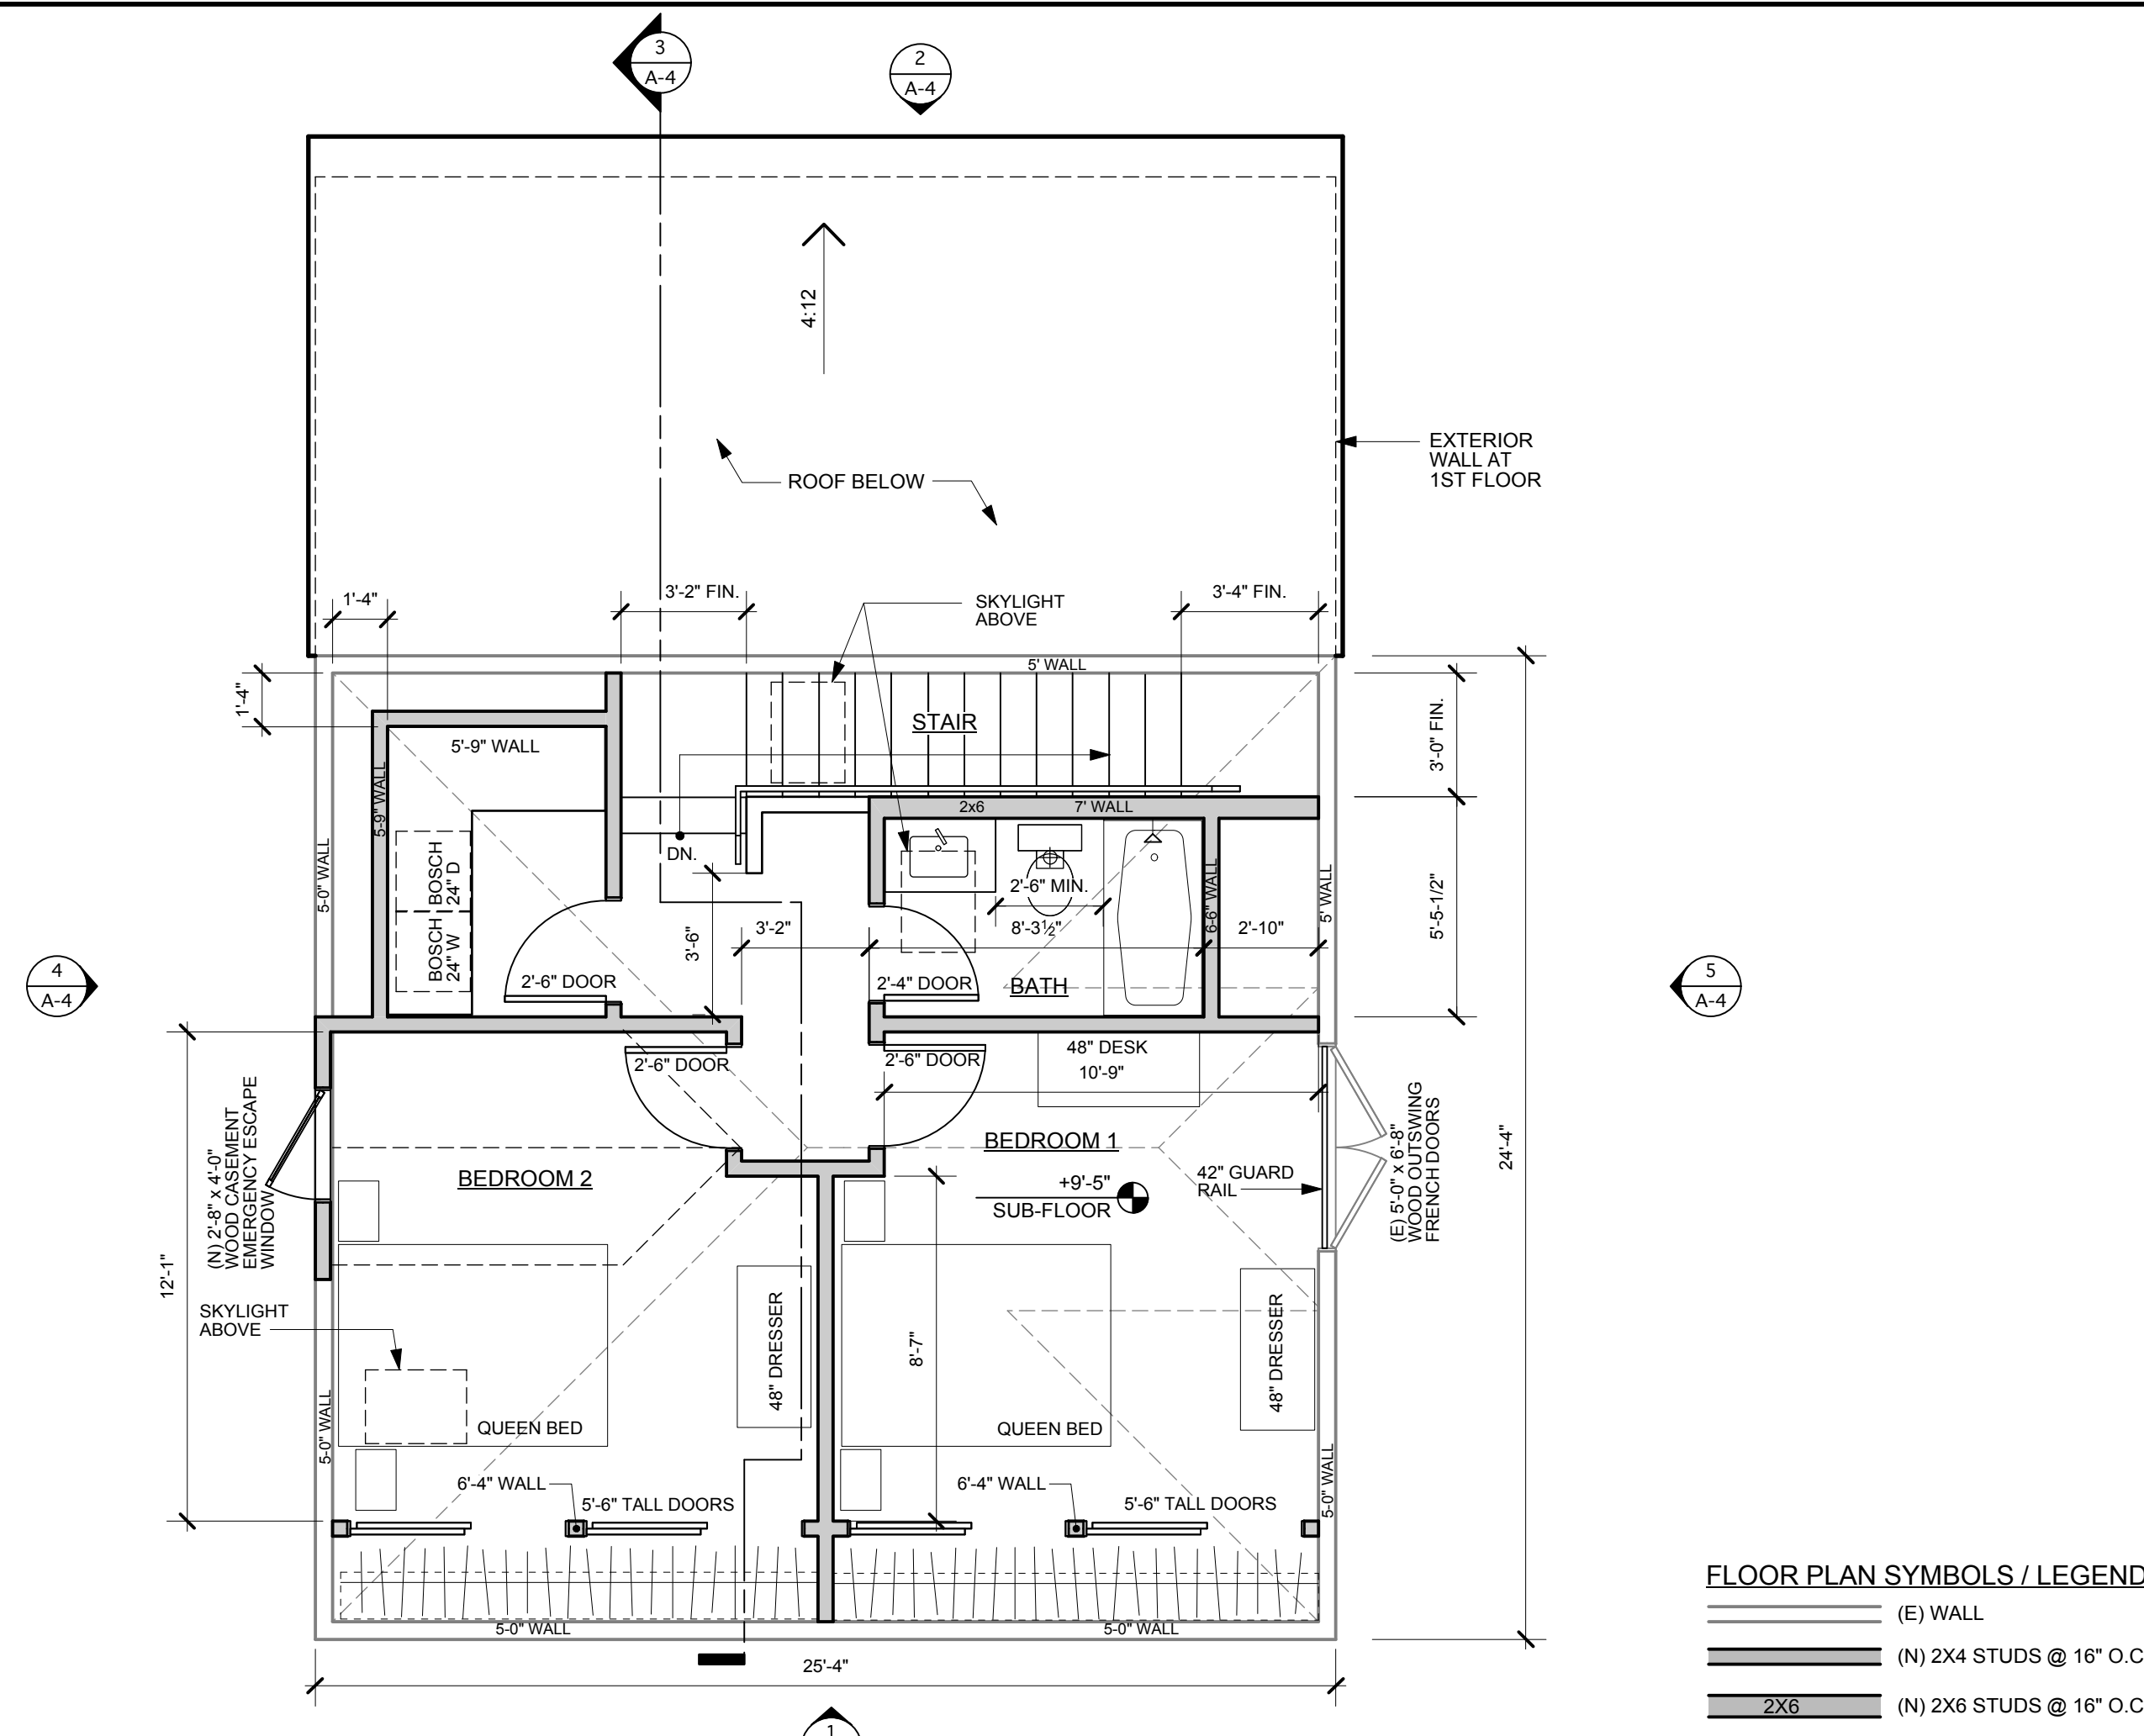 3
A-4
2
A-4
4:12
ROOF BELOW
EXTERIOR
WALL AT
1ST FLOOR
1'-4"
3'-2" FIN.
SKYLIGHT
ABOVE
3'-4" FIN.
1'-4"
5' WALL
STAIR
3'-0" FIN.
5'-9" WALL
5-9" WALL
2x6
7' WALL
5-0" WALL
BOSCH
24" D
BOSCH
24" W
DN.
2'-6" MIN.
8'-3½"
6-6" WALL
2'-10"
5' WALL
5'-5-1/2"
3'-6"
3'-2"
2'-6" DOOR
2'-4" DOOR
BATH
4
A-4
5
A-4
2'-6" DOOR
2'-6" DOOR
48" DESK
10'-9"
(N) 2'-8" x 4'-0"
WOOD CASEMENT
EMERGENCY ESCAPE
WINDOW
BEDROOM 2
BEDROOM 1
+9'-5"
SUB-FLOOR
42" GUARD
RAIL
(E) 5'-0" x 6'-8"
WOOD OUTSWING
FRENCH DOORS
24'-4"
12'-1"
SKYLIGHT
ABOVE
48" DRESSER
8'-7"
48" DRESSER
5-0" WALL
QUEEN BED
QUEEN BED
5-0" WALL
6'-4" WALL
5'-6" TALL DOORS
6'-4" WALL
5'-6" TALL DOORS
5-0" WALL
5-0" WALL
25'-4"
1
FLOOR PLAN SYMBOLS / LEGEND
(E) WALL
(N) 2X4 STUDS @ 16" O.C
2X6
(N) 2X6 STUDS @ 16" O.C